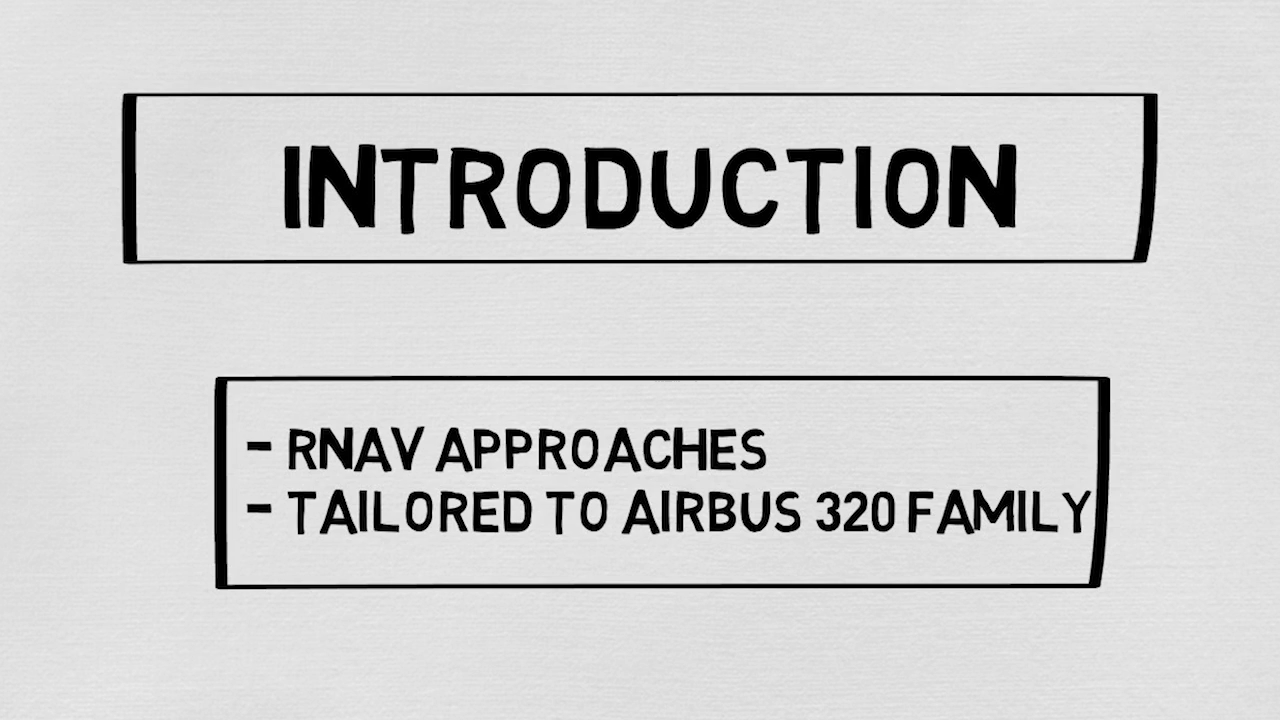 INTRODUCTION
- RNAV APPROACHES
- TAILORED TO AIRBUS 320 FAMILY